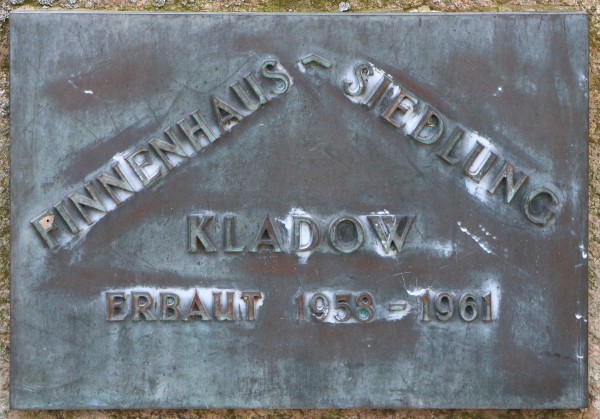 FINNENHAUS-SIEDLUNG
KLADOW
ERBAUT 1958 - 1961